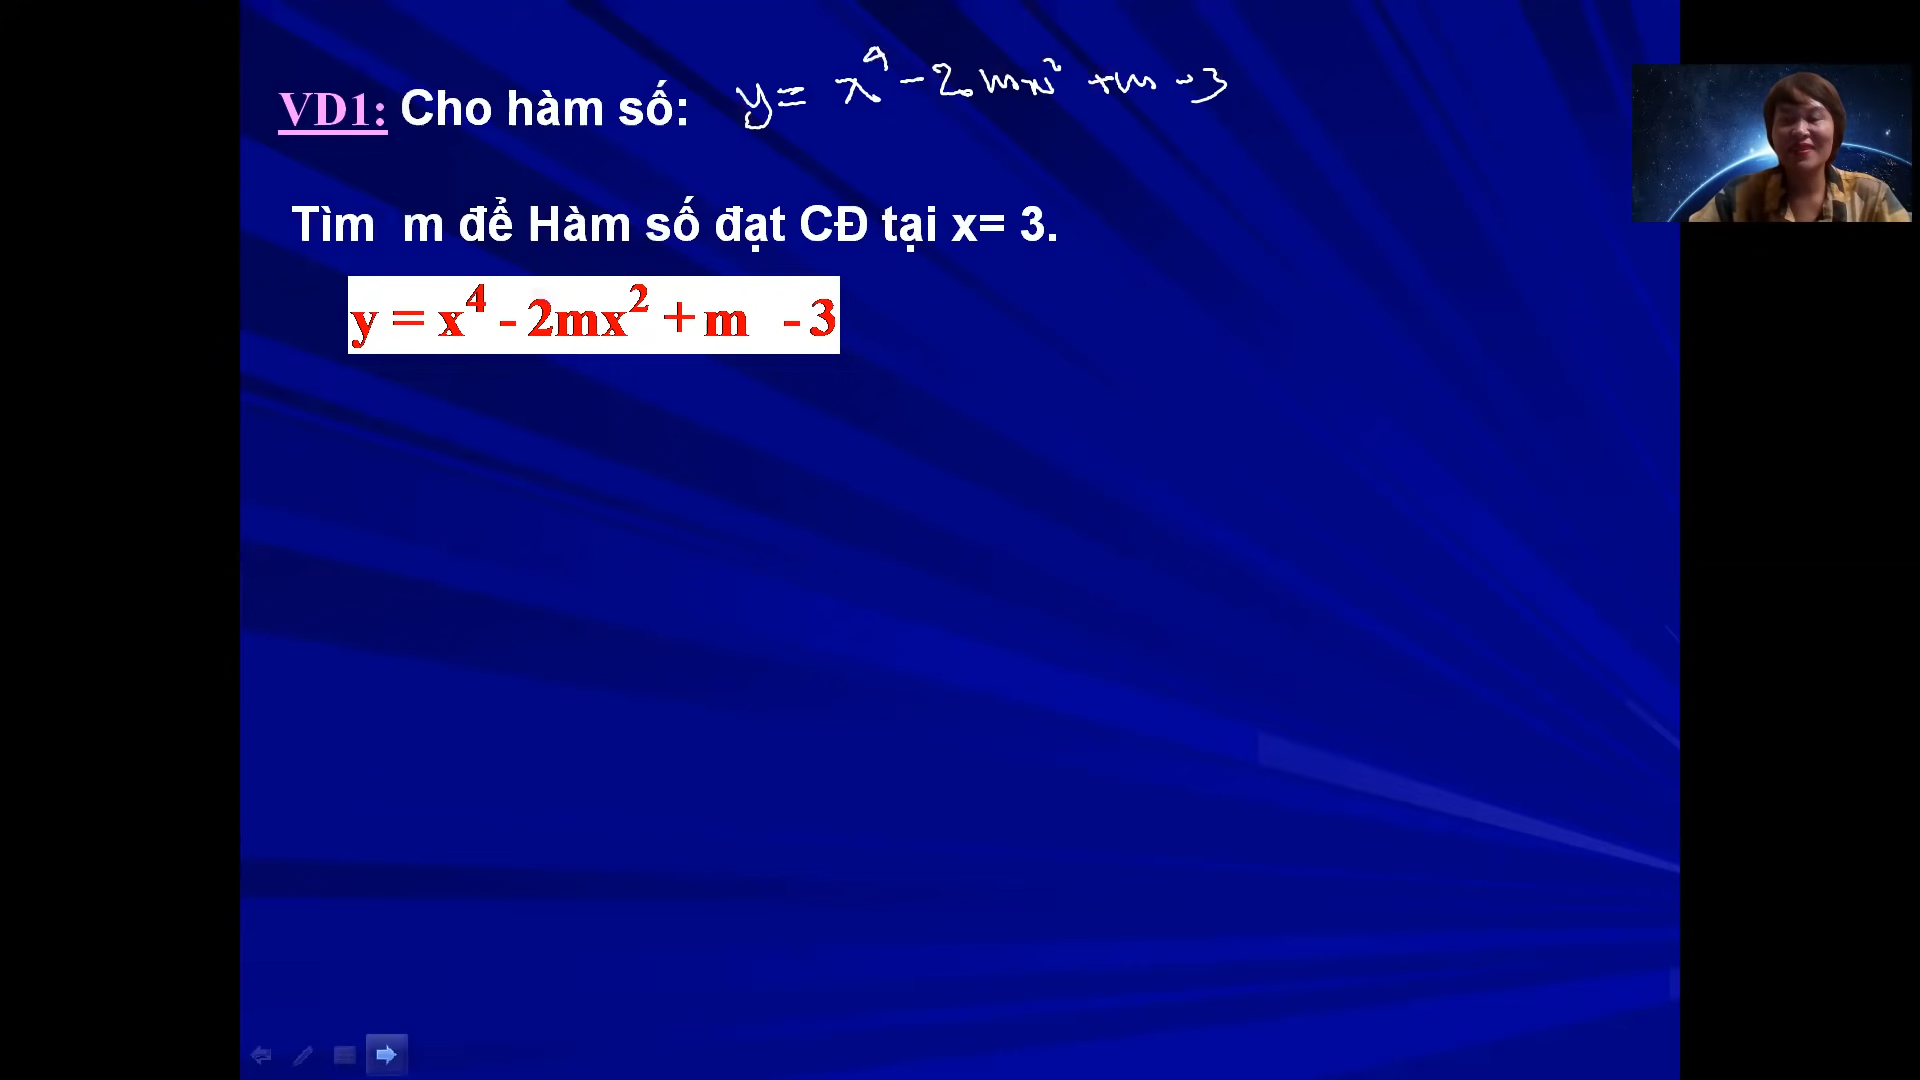 VD1: Cho hàm số: y = x⁴ - 2mx² + m - 3
Tìm m để Hàm số đạt CĐ tại x= 3.
y = x⁴ - 2mx² + m - 3